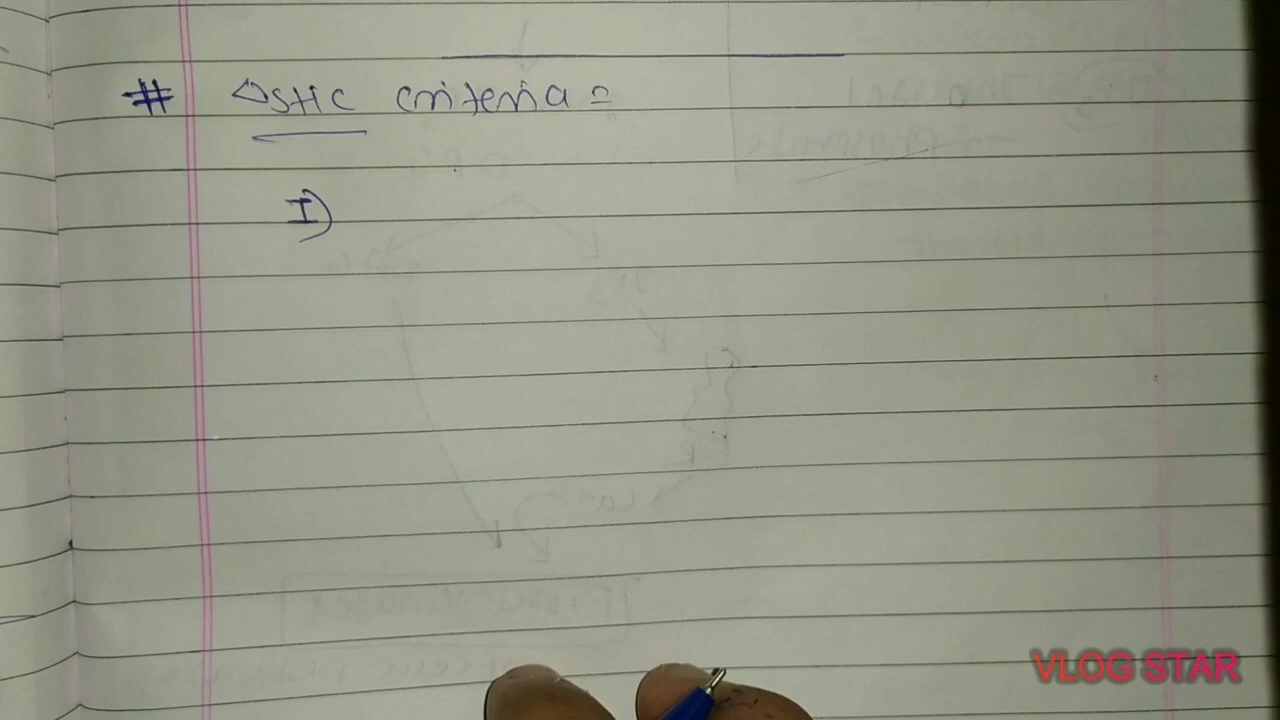 # Δstic criteria =
I)
VLOG STAR